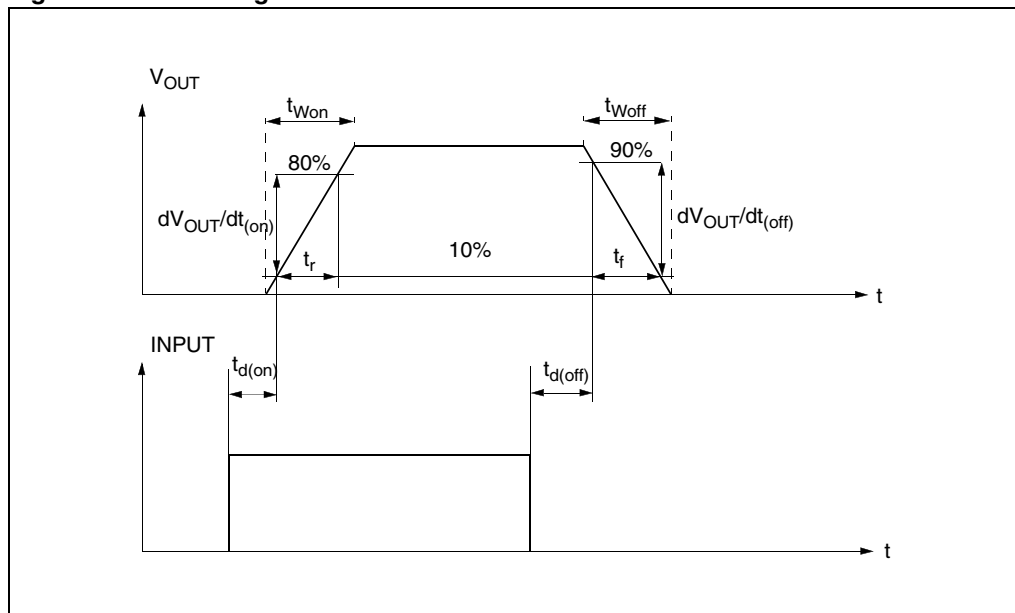 V_OUT
t_Won
t_Woff
80%
90%
dV_OUT/dt_(on)
dV_OUT/dt_(off)
t_r
10%
t_f
t
INPUT
t_d(on)
t_d(off)
t